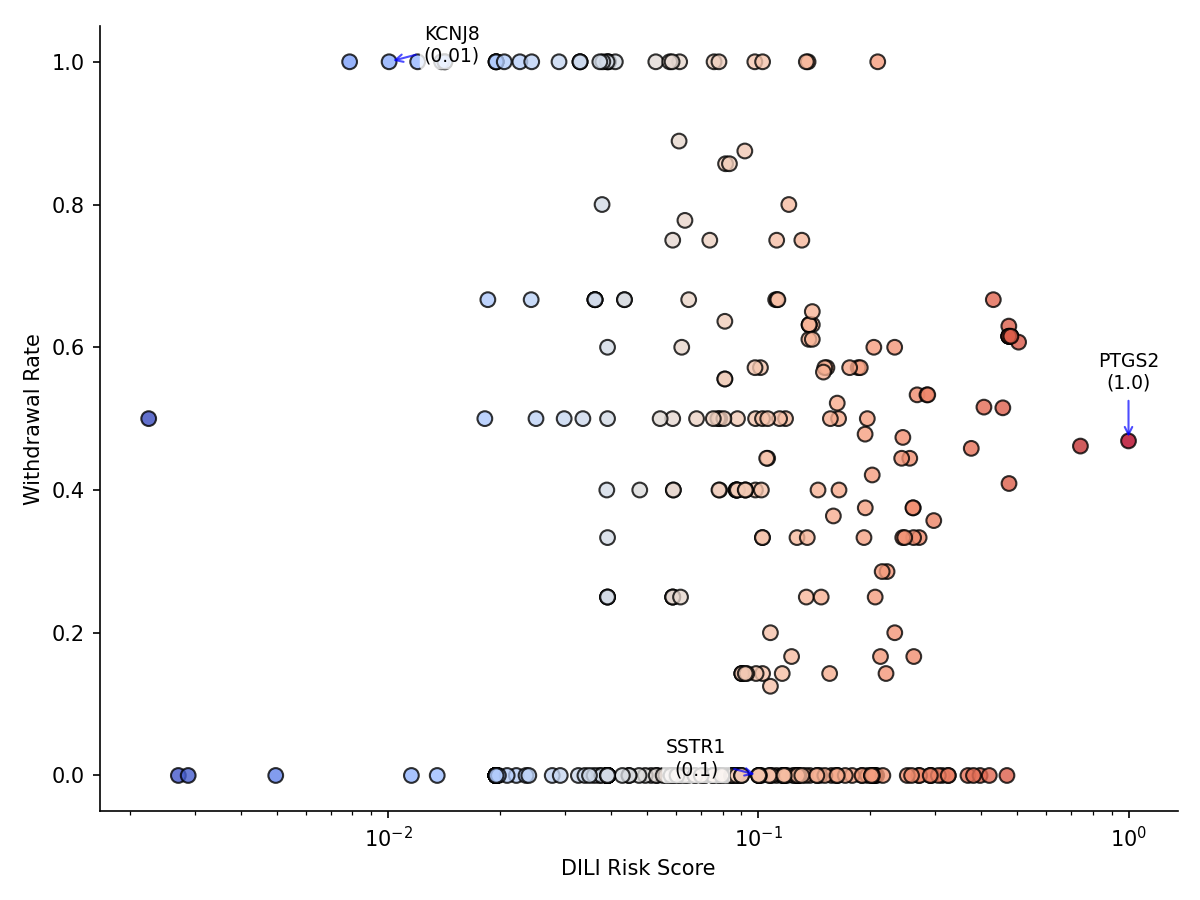 KCNJ8
(0.01)
1.0
0.8
0.6
0.4
0.2
0.0
Withdrawal Rate
PTGS2
(1.0)
SSTR1
(0.1)
10⁻²
10⁻¹
10⁰
DILI Risk Score